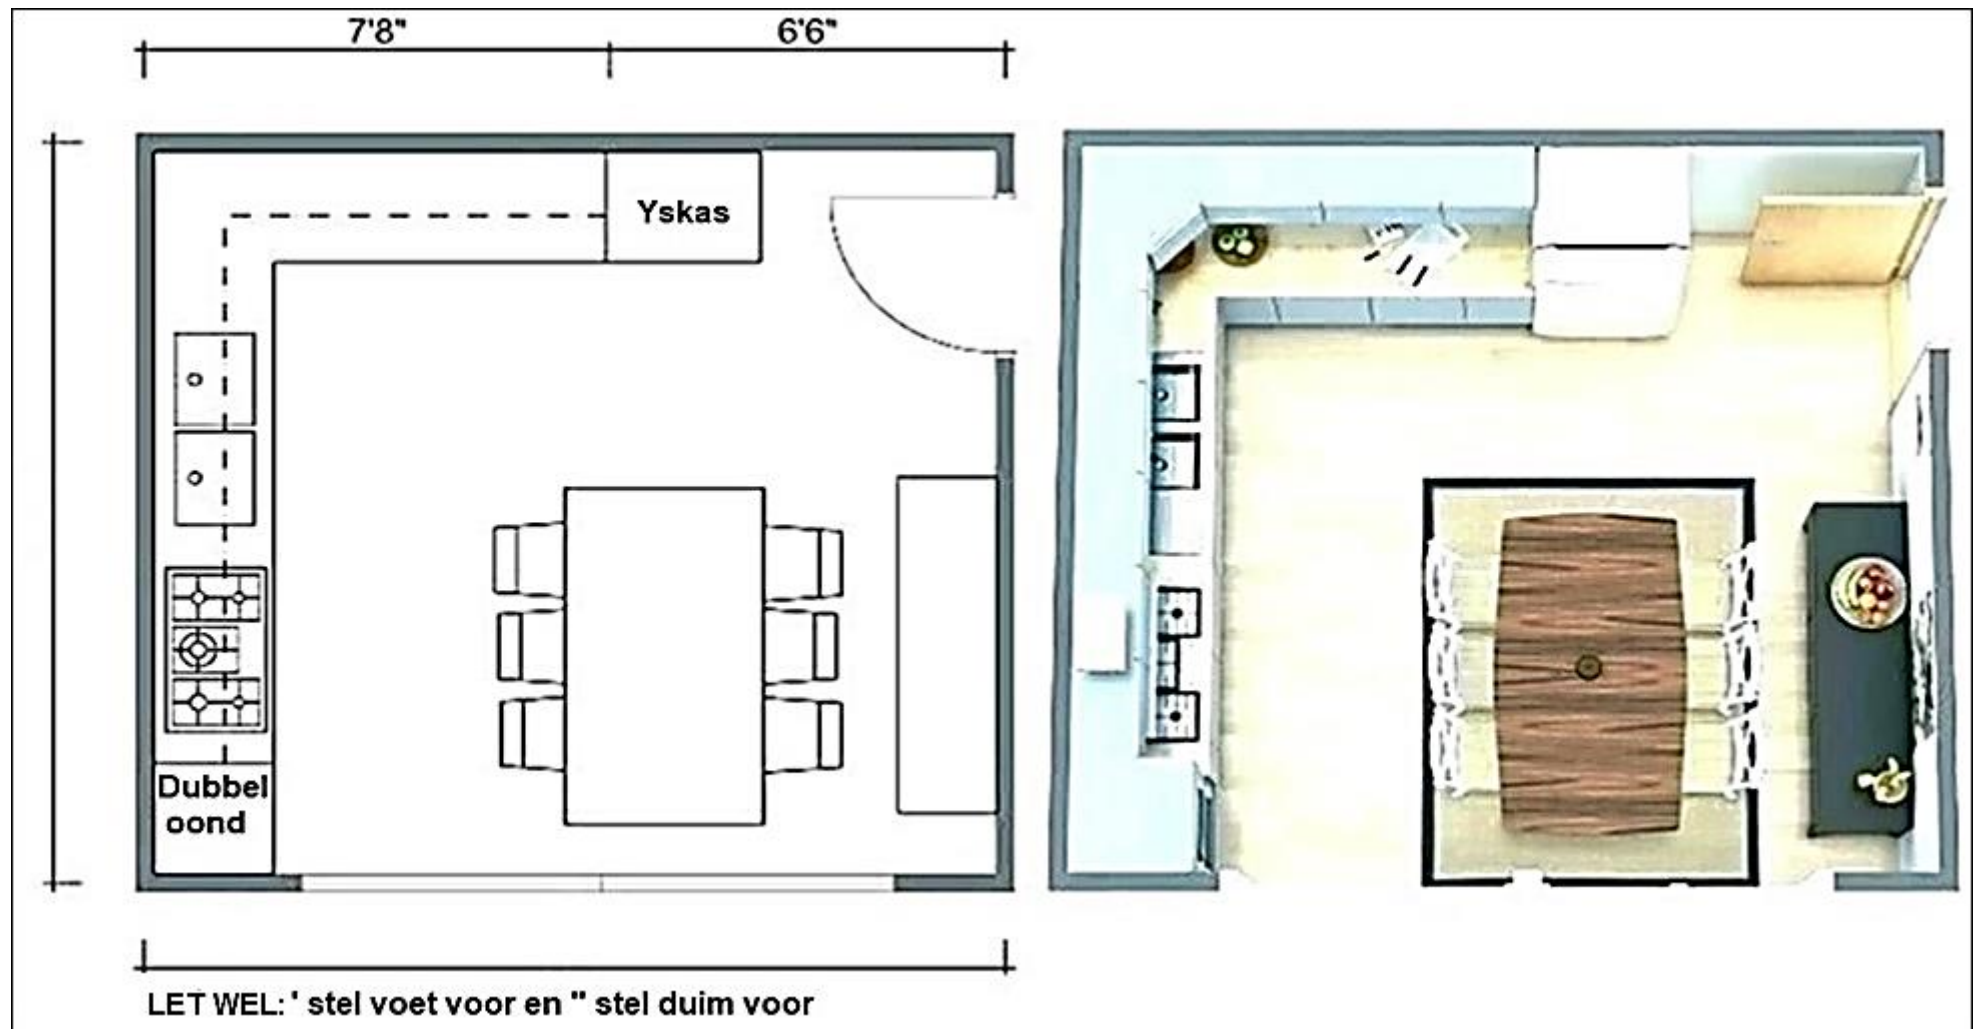 7'8" 6'6"
Yskas
Dubbel
oond
LET WEL: ' stel voet voor en " stel duim voor